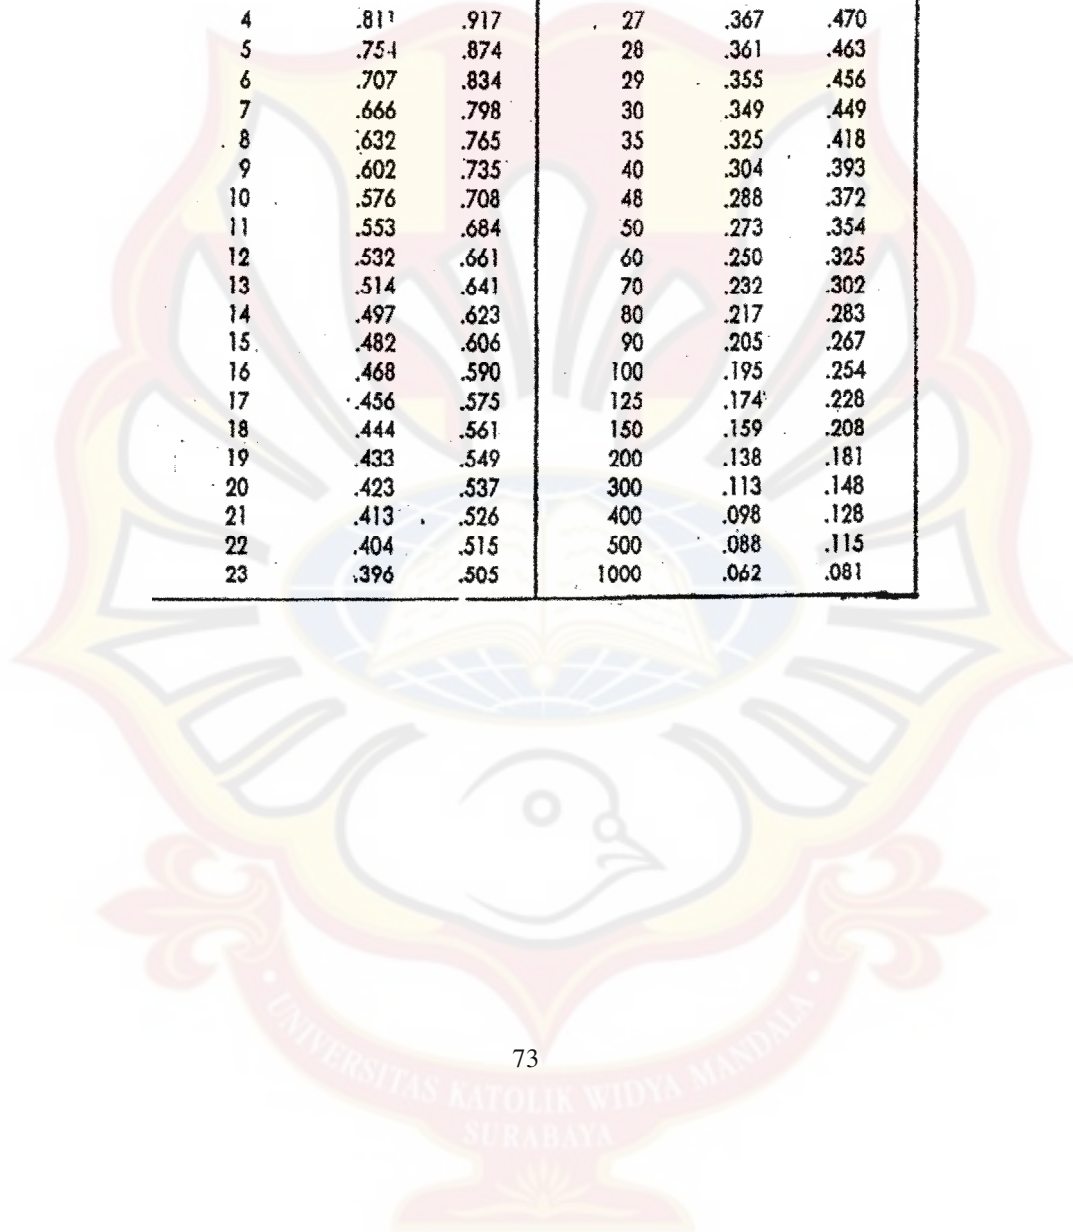 4 .811 .917 27 .367 .470
5 .754 .874 28 .361 .463
6 .707 .834 29 .355 .456
7 .666 .798 30 .349 .449
8 .632 .765 35 .325 .418
9 .602 .735 40 .304 .393
10 .576 .708 48 .288 .372
11 .553 .684 50 .273 .354
12 .532 .661 60 .250 .325
13 .514 .641 70 .232 .302
14 .497 .623 80 .217 .283
15 .482 .606 90 .205 .267
16 .468 .590 100 .195 .254
17 .456 .575 125 .174 .228
18 .444 .561 150 .159 .208
19 .433 .549 200 .138 .181
20 .423 .537 300 .113 .148
21 .413 .526 400 .098 .128
22 .404 .515 500 .088 .115
23 .396 .505 1000 .062 .081
73
UNIVERSITAS KATOLIK WIDYA MANDALA
SURABAYA